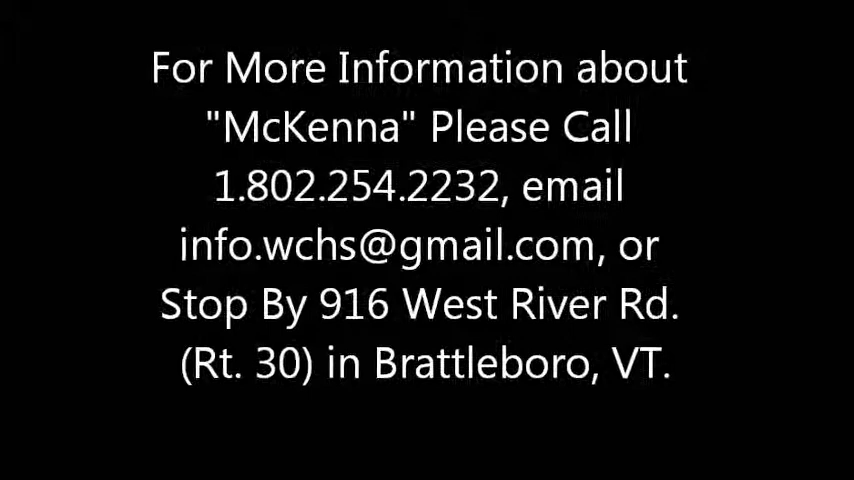 For More Information about
"McKenna" Please Call
1.802.254.2232, email
info.wchs@gmail.com, or
Stop By 916 West River Rd.
(Rt. 30) in Brattleboro, VT.